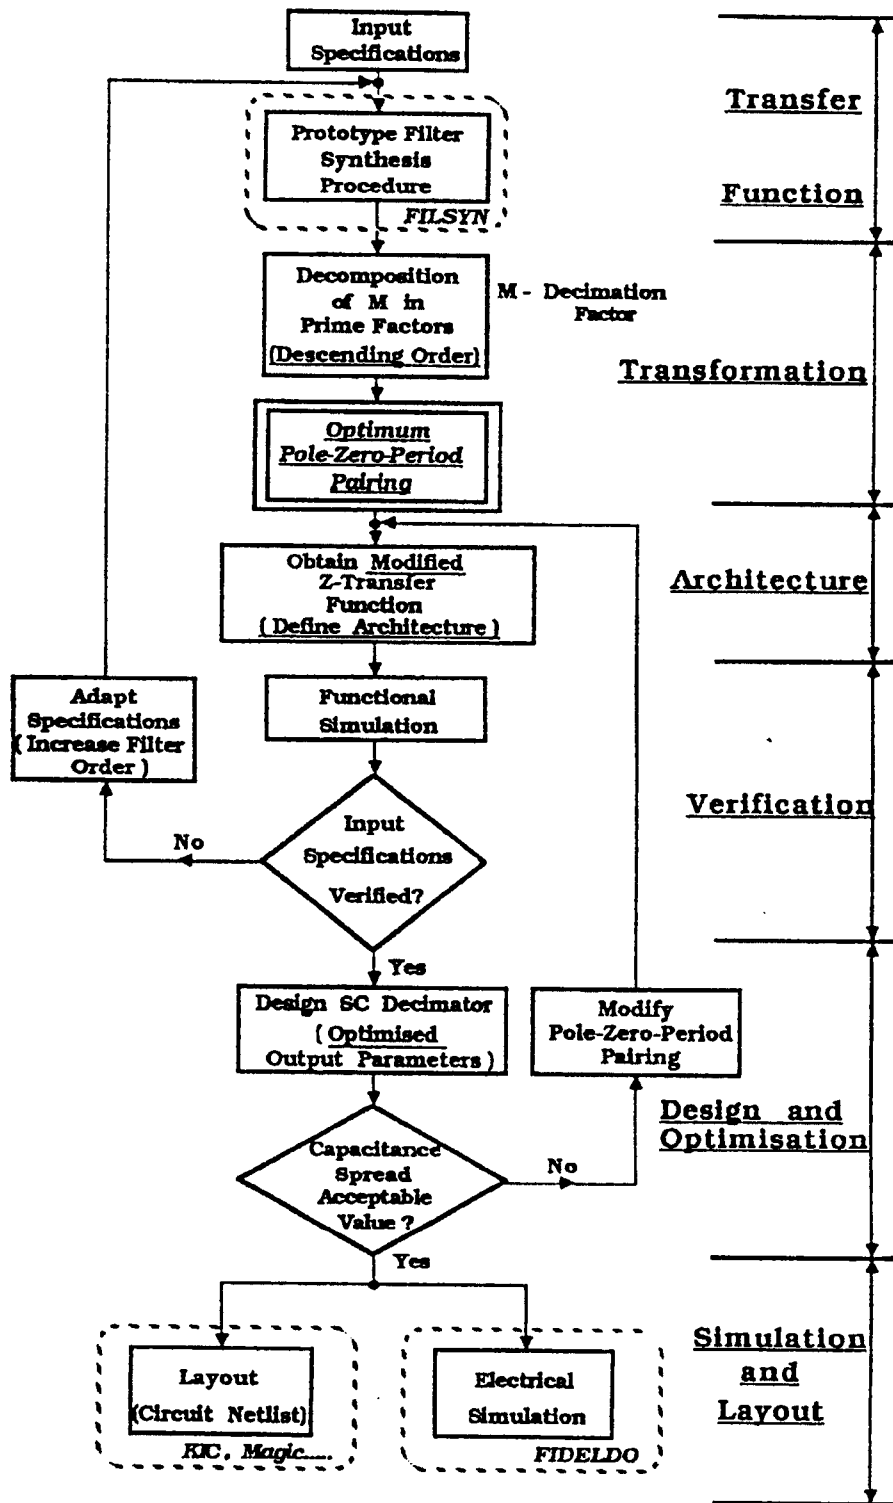 Input
Specifications
Prototype Filter
Synthesis
Procedure
FILSYN
Decomposition
of M in
Prime Factors
(Descending Order)
M - Decimation
Factor
Optimum
Pole-Zero-Period
Pairing
Obtain Modified
Z-Transfer
Function
( Define Architecture )
Adapt
Specifications
( Increase Filter
Order )
Functional
Simulation
No
Input
Specifications
Verified?
Yes
Design SC Decimator
( Optimised
Output Parameters )
Modify
Pole-Zero-Period
Pairing
Capacitance
Spread
Acceptable
Value ?
No
Yes
Layout
(Circuit Netlist)
KIC, Magic.....
Electrical
Simulation
FIDELDO
Transfer
Function
Transformation
Architecture
Verification
Design and
Optimisation
Simulation
and
Layout